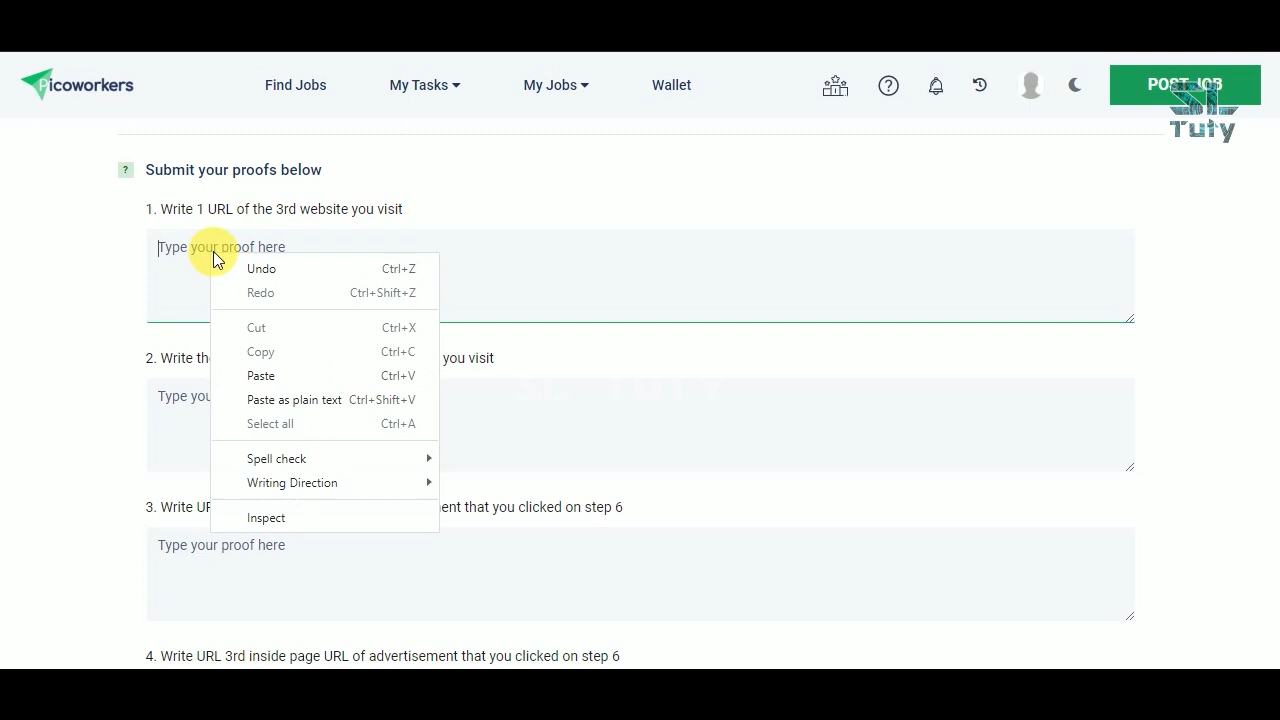 Picoworkers
Find Jobs
My Tasks
My Jobs
Wallet
POST JOB
SL
Tuty
? Submit your proofs below
1. Write 1 URL of the 3rd website you visit
Type your proof here
Undo Ctrl+Z
Redo Ctrl+Shift+Z
Cut Ctrl+X
Copy Ctrl+C
Paste Ctrl+V
Paste as plain text Ctrl+Shift+V
Select all Ctrl+A
Spell check
Writing Direction
Inspect
2. Write the you visit
Type you
SL TUTY
3. Write UR ent that you clicked on step 6
Type your proof here
4. Write URL 3rd inside page URL of advertisement that you clicked on step 6